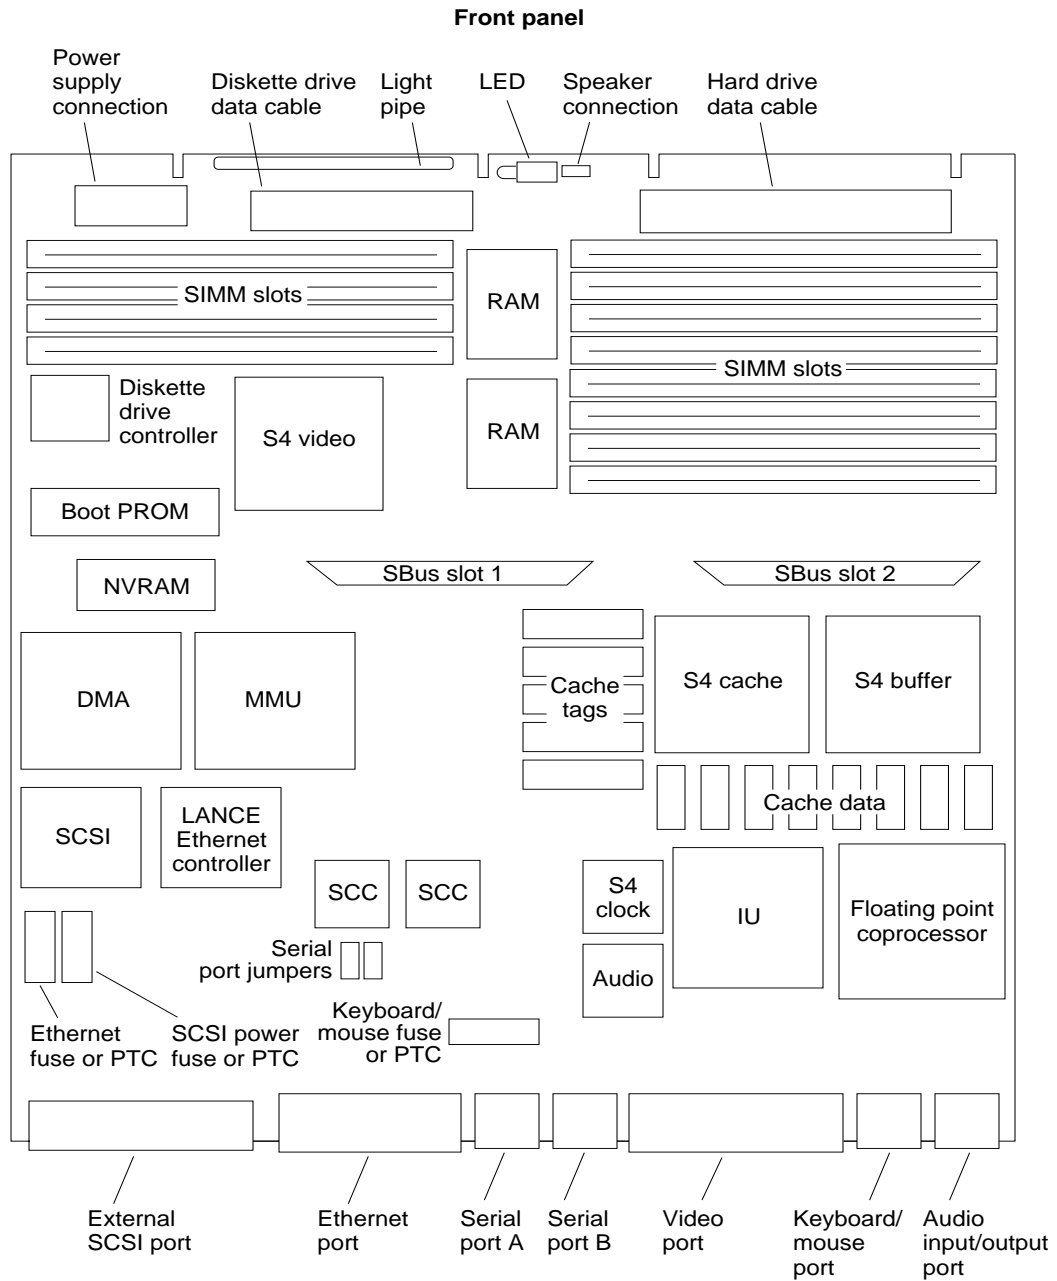 Front panel
Power
supply
connection
Diskette drive
data cable
Light
pipe
LED
Speaker
connection
Hard drive
data cable
SIMM slots
RAM
SIMM slots
Diskette
drive
controller
S4 video
RAM
Boot PROM
NVRAM
SBus slot 1
SBus slot 2
DMA
MMU
Cache
tags
S4 cache
S4 buffer
Cache data
SCSI
LANCE
Ethernet
controller
SCC
SCC
S4
clock
IU
Floating point
coprocessor
Serial
port jumpers
Audio
Ethernet
fuse or PTC
SCSI power
fuse or PTC
Keyboard/
mouse fuse
or PTC
External
SCSI port
Ethernet
port
Serial
port A
Serial
port B
Video
port
Keyboard/
mouse
port
Audio
input/output
port